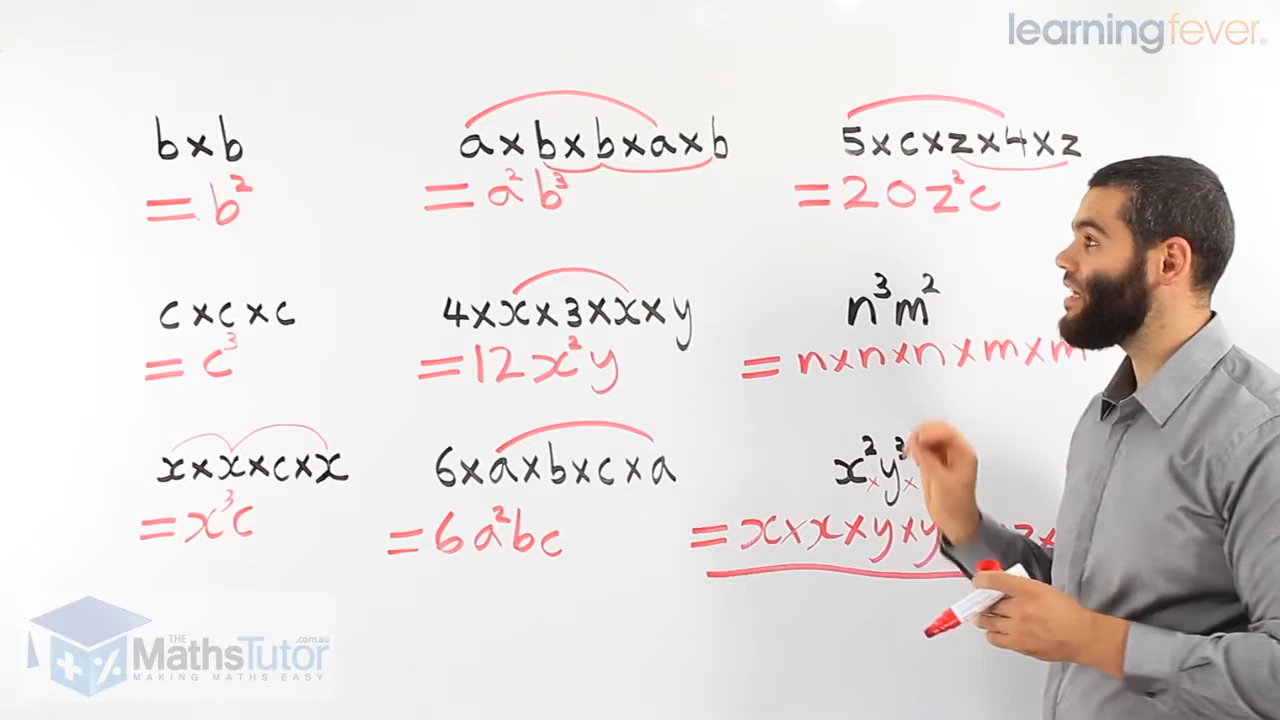 learningfever.
b×b
=b²
a×b×b×a×b
=a²b³
5×c×z×4×z
=20z²c
c×c×c
=c³
4×x×3×x×y
=12x²y
n³m²
=n×n×n×m×m
x×x×c×x
=x³c
6×a×b×c×a
=6a²bc
x²y³
× ×
=x×x×y×y
THE
MathsTutor
.com.au
MAKING MATHS EASY